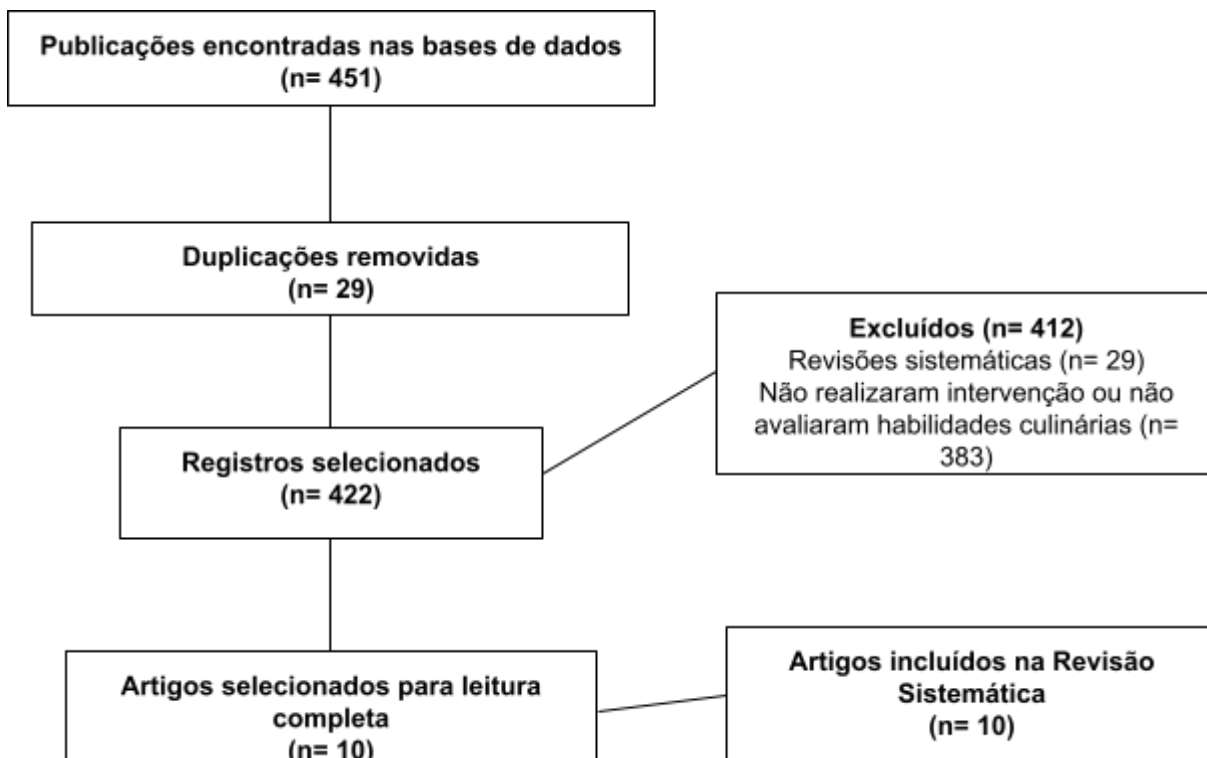 Publicações encontradas nas bases de dados
(n= 451)
Duplicações removidas
(n= 29)
Excluídos (n= 412)
Revisões sistemáticas (n= 29)
Não realizaram intervenção ou não
avaliaram habilidades culinárias (n=
383)
Registros selecionados
(n= 422)
Artigos selecionados para leitura
completa
(n= 10)
Artigos incluídos na Revisão
Sistemática
(n= 10)